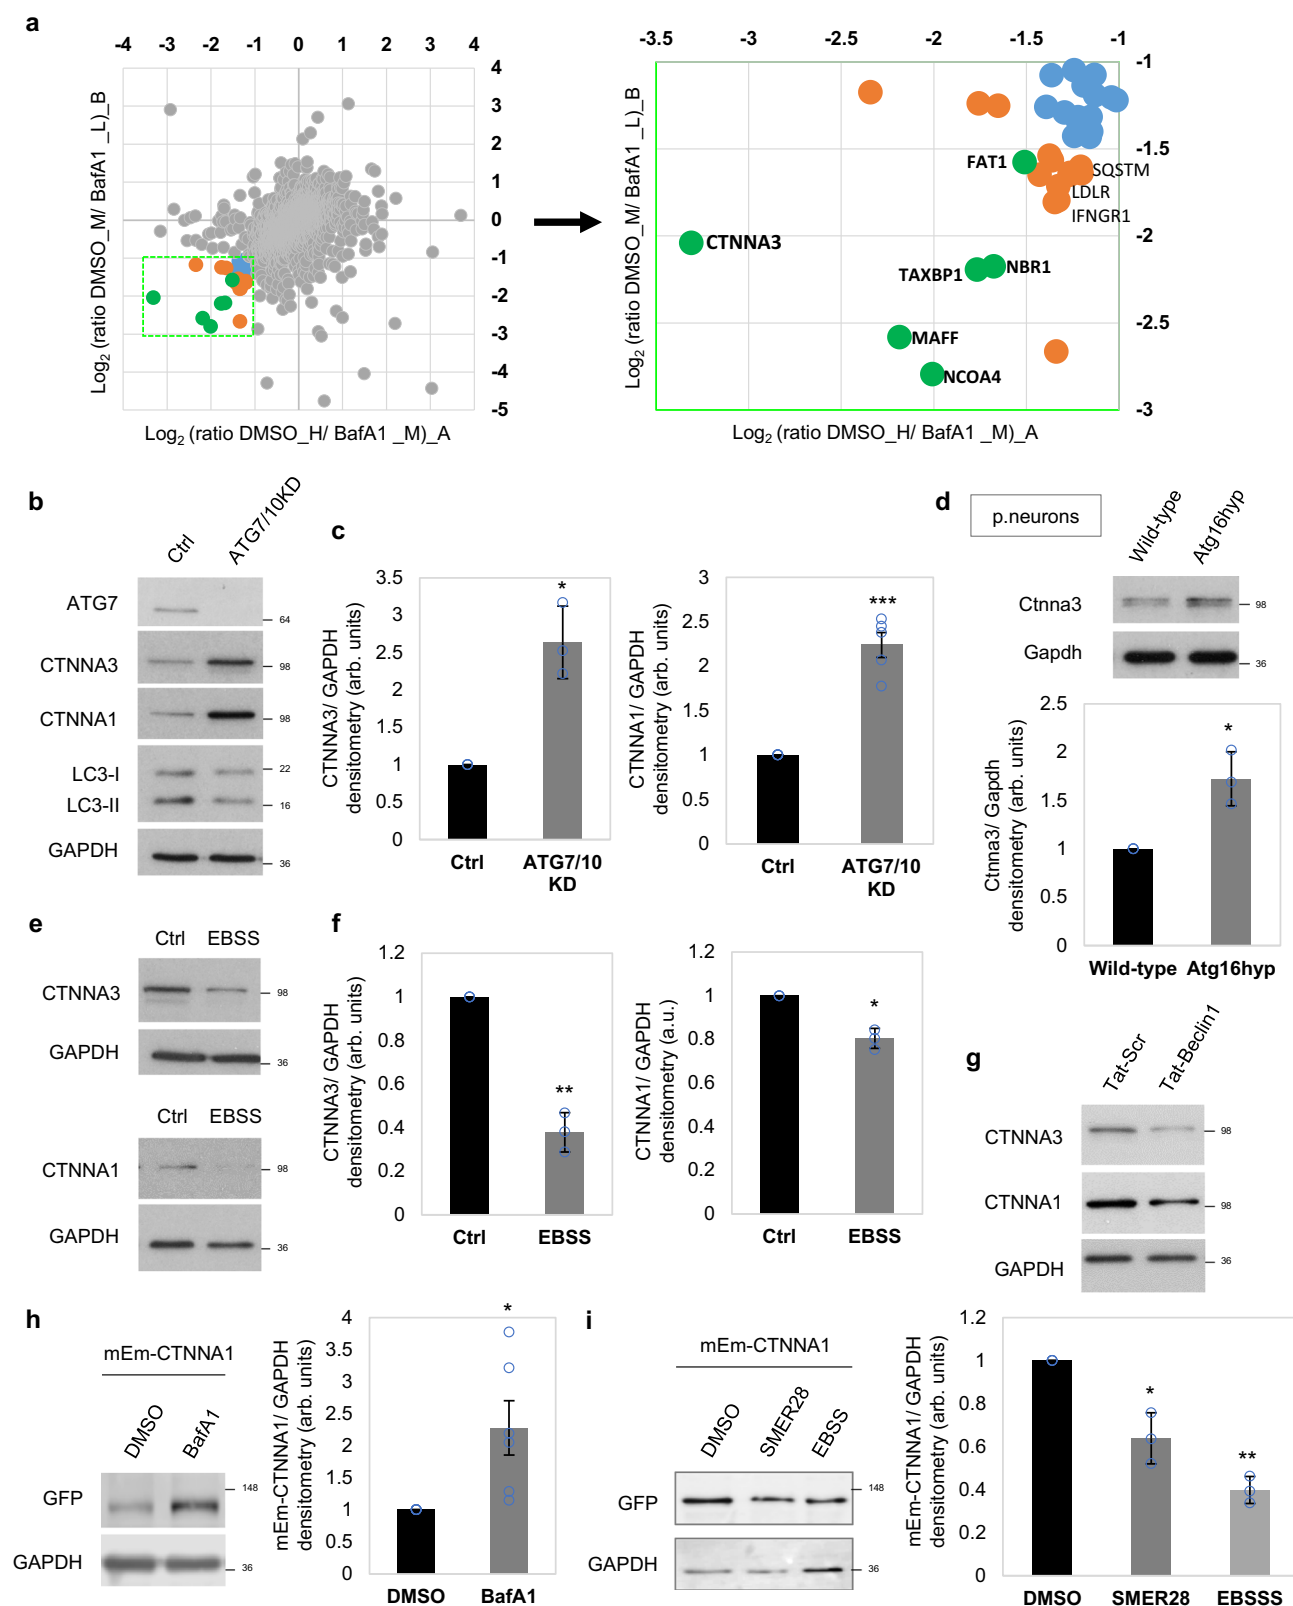 a
-4 -3 -2 -1 0 1 2 3 4
4
3
2
1
0
-1
-2
-3
-4
-5
Log2 (ratio DMSO_M/ BafA1 _L)_B
Log2 (ratio DMSO_H/ BafA1 _M)_A
-3.5 -3 -2.5 -2 -1.5 -1
-1
-1.5
-2
-2.5
-3
Log2 (ratio DMSO_M/ BafA1 _L)_B
FAT1
SQSTM
LDLR
IFNGR1
CTNNA3
TAXBP1
NBR1
MAFF
NCOA4
Log2 (ratio DMSO_H/ BafA1 _M)_A
b
Ctrl
ATG7/10KD
ATG7
64
CTNNA3
98
CTNNA1
98
LC3-I
22
LC3-II
16
GAPDH
36
c
CTNNA3/ GAPDH
densitometry (arb. units)
3.5
3
2.5
2
1.5
1
0.5
0
*
Ctrl
ATG7/10
KD
CTNNA1/ GAPDH
densitometry (arb. units)
3
2.5
2
1.5
1
0.5
0
***
Ctrl
ATG7/10
KD
d
p.neurons
Wild-type
Atg16hyp
Ctnna3
98
Gapdh
36
Ctnna3/ Gapdh
densitometry (arb. units)
2.5
2
1.5
1
0.5
0
*
Wild-type Atg16hyp
e
Ctrl EBSS
CTNNA3
98
GAPDH
36
Ctrl EBSS
CTNNA1
98
GAPDH
36
f
CTNNA3/ GAPDH
densitometry (arb. units)
1.2
1
0.8
0.6
0.4
0.2
0
**
Ctrl EBSS
CTNNA1/ GAPDH
densitometry (a.u.)
1.2
1
0.8
0.6
0.4
0.2
0
*
Ctrl EBSS
g
Tat-Scr
Tat-Beclin1
CTNNA3
98
CTNNA1
98
GAPDH
36
h
mEm-CTNNA1
DMSO
BafA1
GFP
148
GAPDH
36
mEm-CTNNA1/ GAPDH
densitometry (arb. units)
4
3.5
3
2.5
2
1.5
1
0.5
0
*
DMSO BafA1
i
mEm-CTNNA1
DMSO
SMER28
EBSS
GFP
148
GAPDH
36
mEm-CTNNA1/ GAPDH
densitometry (arb. units)
1.2
1
0.8
0.6
0.4
0.2
0
*
**
DMSO SMER28 EBSSS